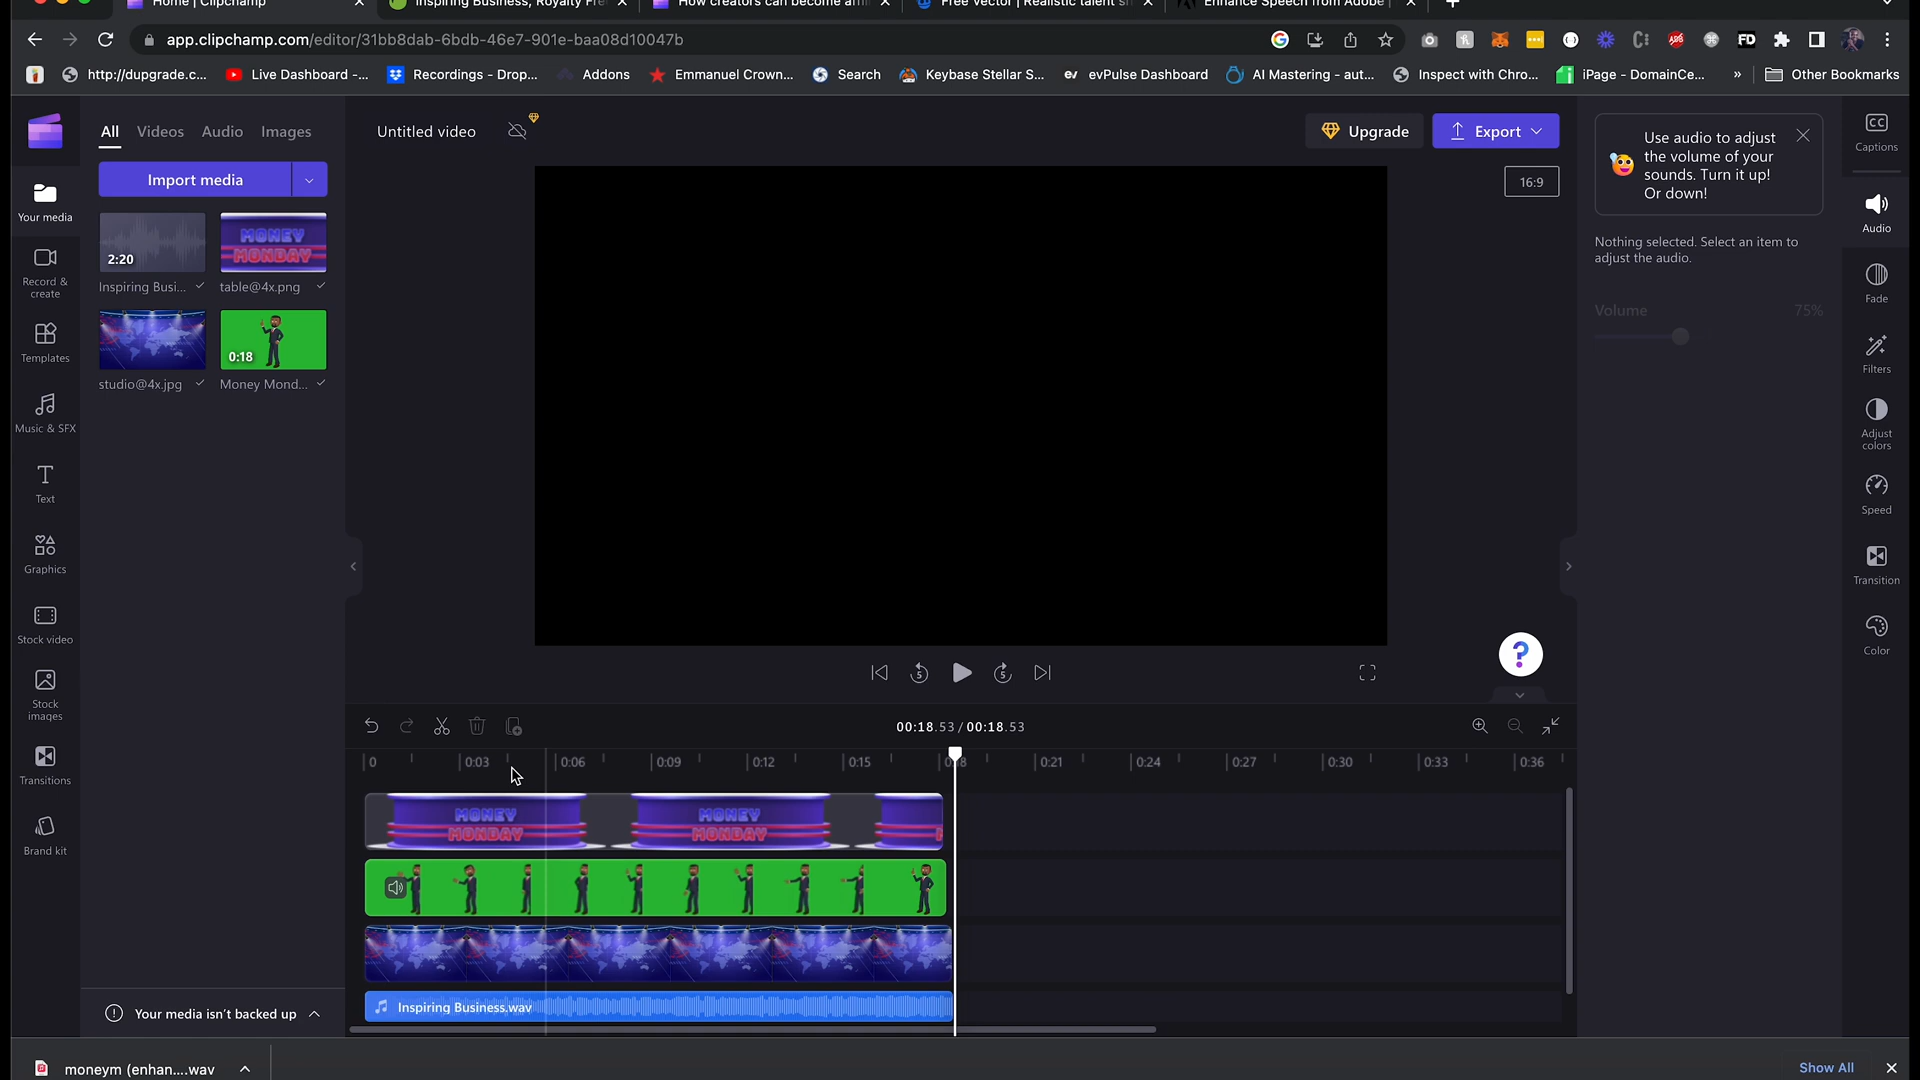 Home | Clipchamp
Inspiring Business, Royalty Fre
How creators can become affil
Free Vector | Realistic talent sh
Enhance Speech from Adobe |
app.clipchamp.com/editor/31bb8dab-6bdb-46e7-901e-baa08d10047b
http://dupgrade.c...
Live Dashboard -...
Recordings - Drop...
Addons
Emmanuel Crown...
Search
Keybase Stellar S...
evPulse Dashboard
AI Mastering - aut...
Inspect with Chro...
iPage - DomainCe...
»
Other Bookmarks
All
Videos
Audio
Images
Import media
Your media
Record & create
Templates
Music & SFX
Text
Graphics
Stock video
Stock images
Transitions
Brand kit
2:20
Inspiring Busi...
MONEY MONDAY
table@4x.png
studio@4x.jpg
0:18
Money Mond...
Your media isn't backed up
Untitled video
Upgrade
Export
16:9
?
00:18.53 / 00:18.53
0
0:03
0:06
0:09
0:12
0:15
0:21
0:24
0:27
0:30
0:33
0:36
MONEY MONDAY
MONEY MONDAY
Inspiring Business.wav
Use audio to adjust
the volume of your
sounds. Turn it up!
Or down!
Nothing selected. Select an item to
adjust the audio.
Volume
75%
CC
Captions
Audio
Fade
Filters
Adjust colors
Speed
Transition
Color
moneym (enhan....wav
Show All